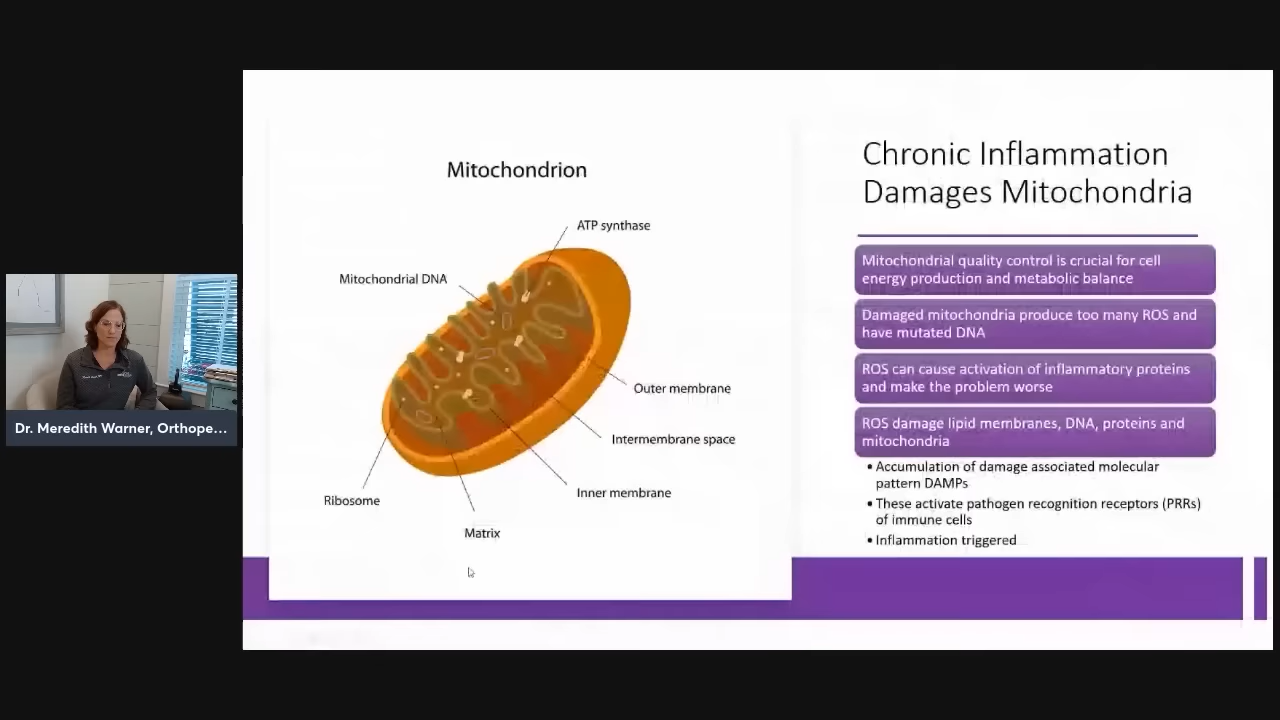 Mitochondrion
ATP synthase
Mitochondrial DNA
Outer membrane
Intermembrane space
Inner membrane
Ribosome
Matrix
Chronic Inflammation
Damages Mitochondria
Mitochondrial quality control is crucial for cell
energy production and metabolic balance
Damaged mitochondria produce too many ROS and
have mutated DNA
ROS can cause activation of inflammatory proteins
and make the problem worse
ROS damage lipid membranes, DNA, proteins and
mitochondria
• Accumulation of damage associated molecular
pattern DAMPs
• These activate pathogen recognition receptors (PRRs)
of immune cells
• Inflammation triggered
Dr. Meredith Warner, Orthope...